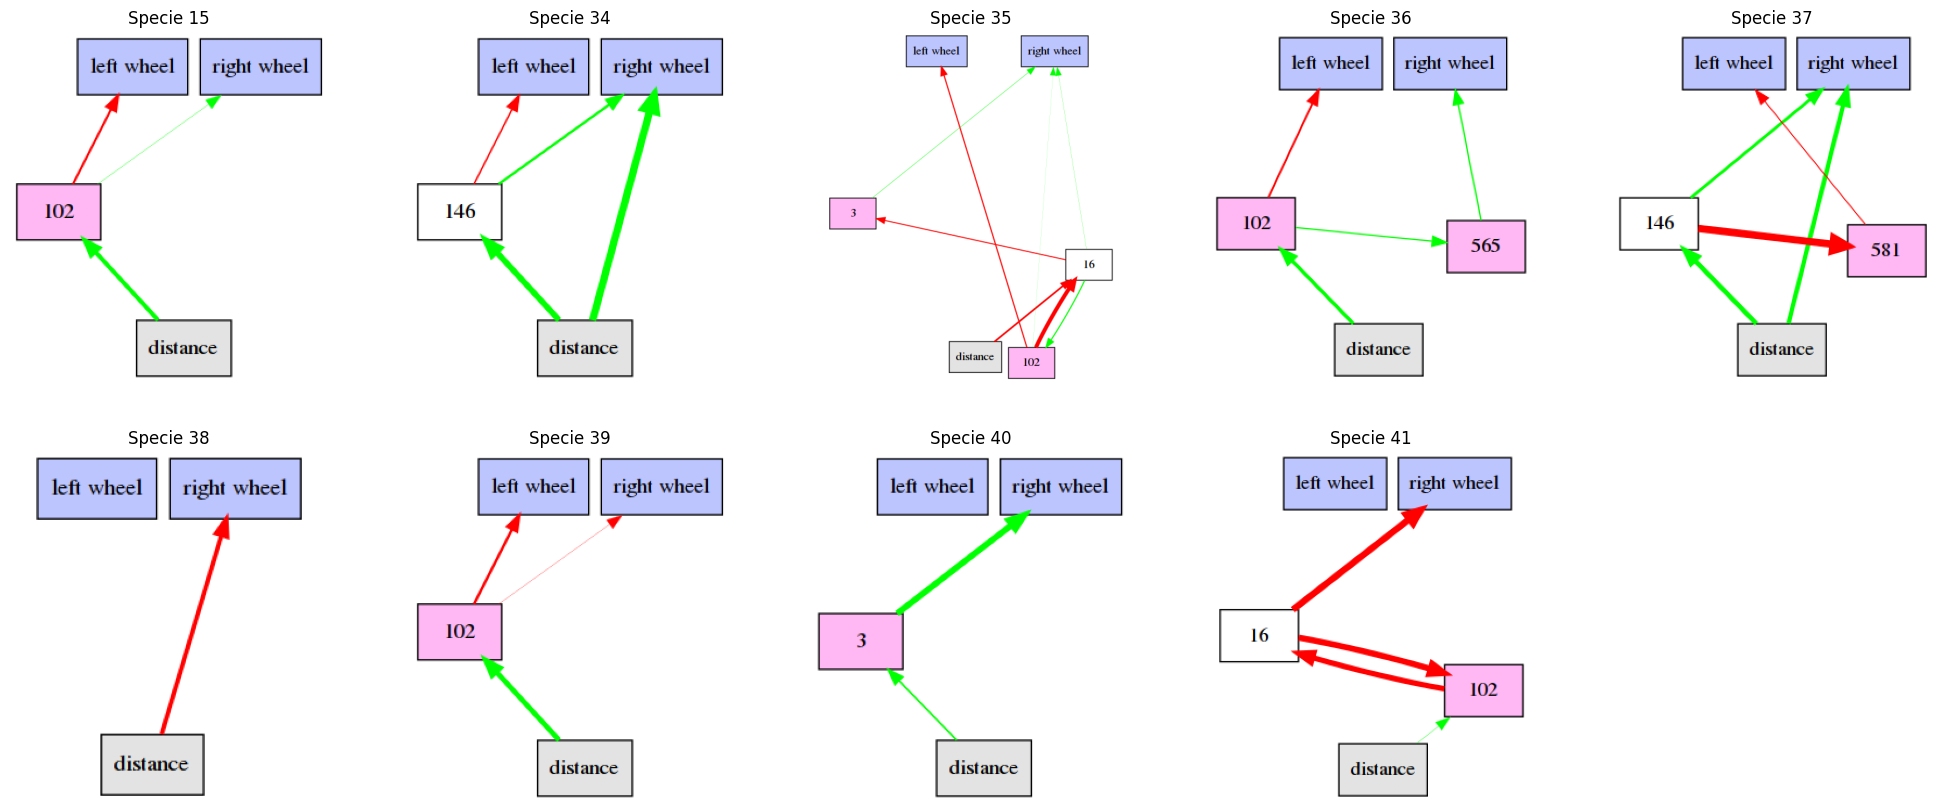 Specie 15
left wheel
right wheel
102
distance
Specie 34
left wheel
right wheel
146
distance
Specie 35
left wheel
right wheel
3
16
distance
102
Specie 36
left wheel
right wheel
102
565
distance
Specie 37
left wheel
right wheel
146
581
distance
Specie 38
left wheel
right wheel
distance
Specie 39
left wheel
right wheel
102
distance
Specie 40
left wheel
right wheel
3
distance
Specie 41
left wheel
right wheel
16
102
distance